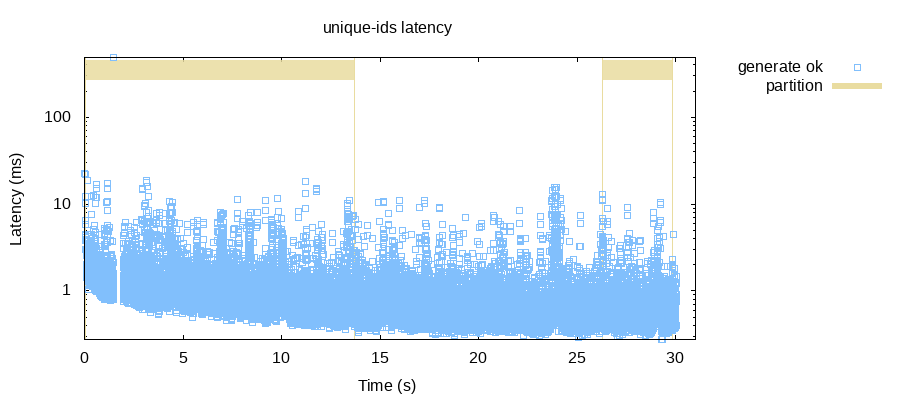 unique-ids latency
generate ok
partition
Latency (ms)
100
10
1
0 5 10 15 20 25 30
Time (s)